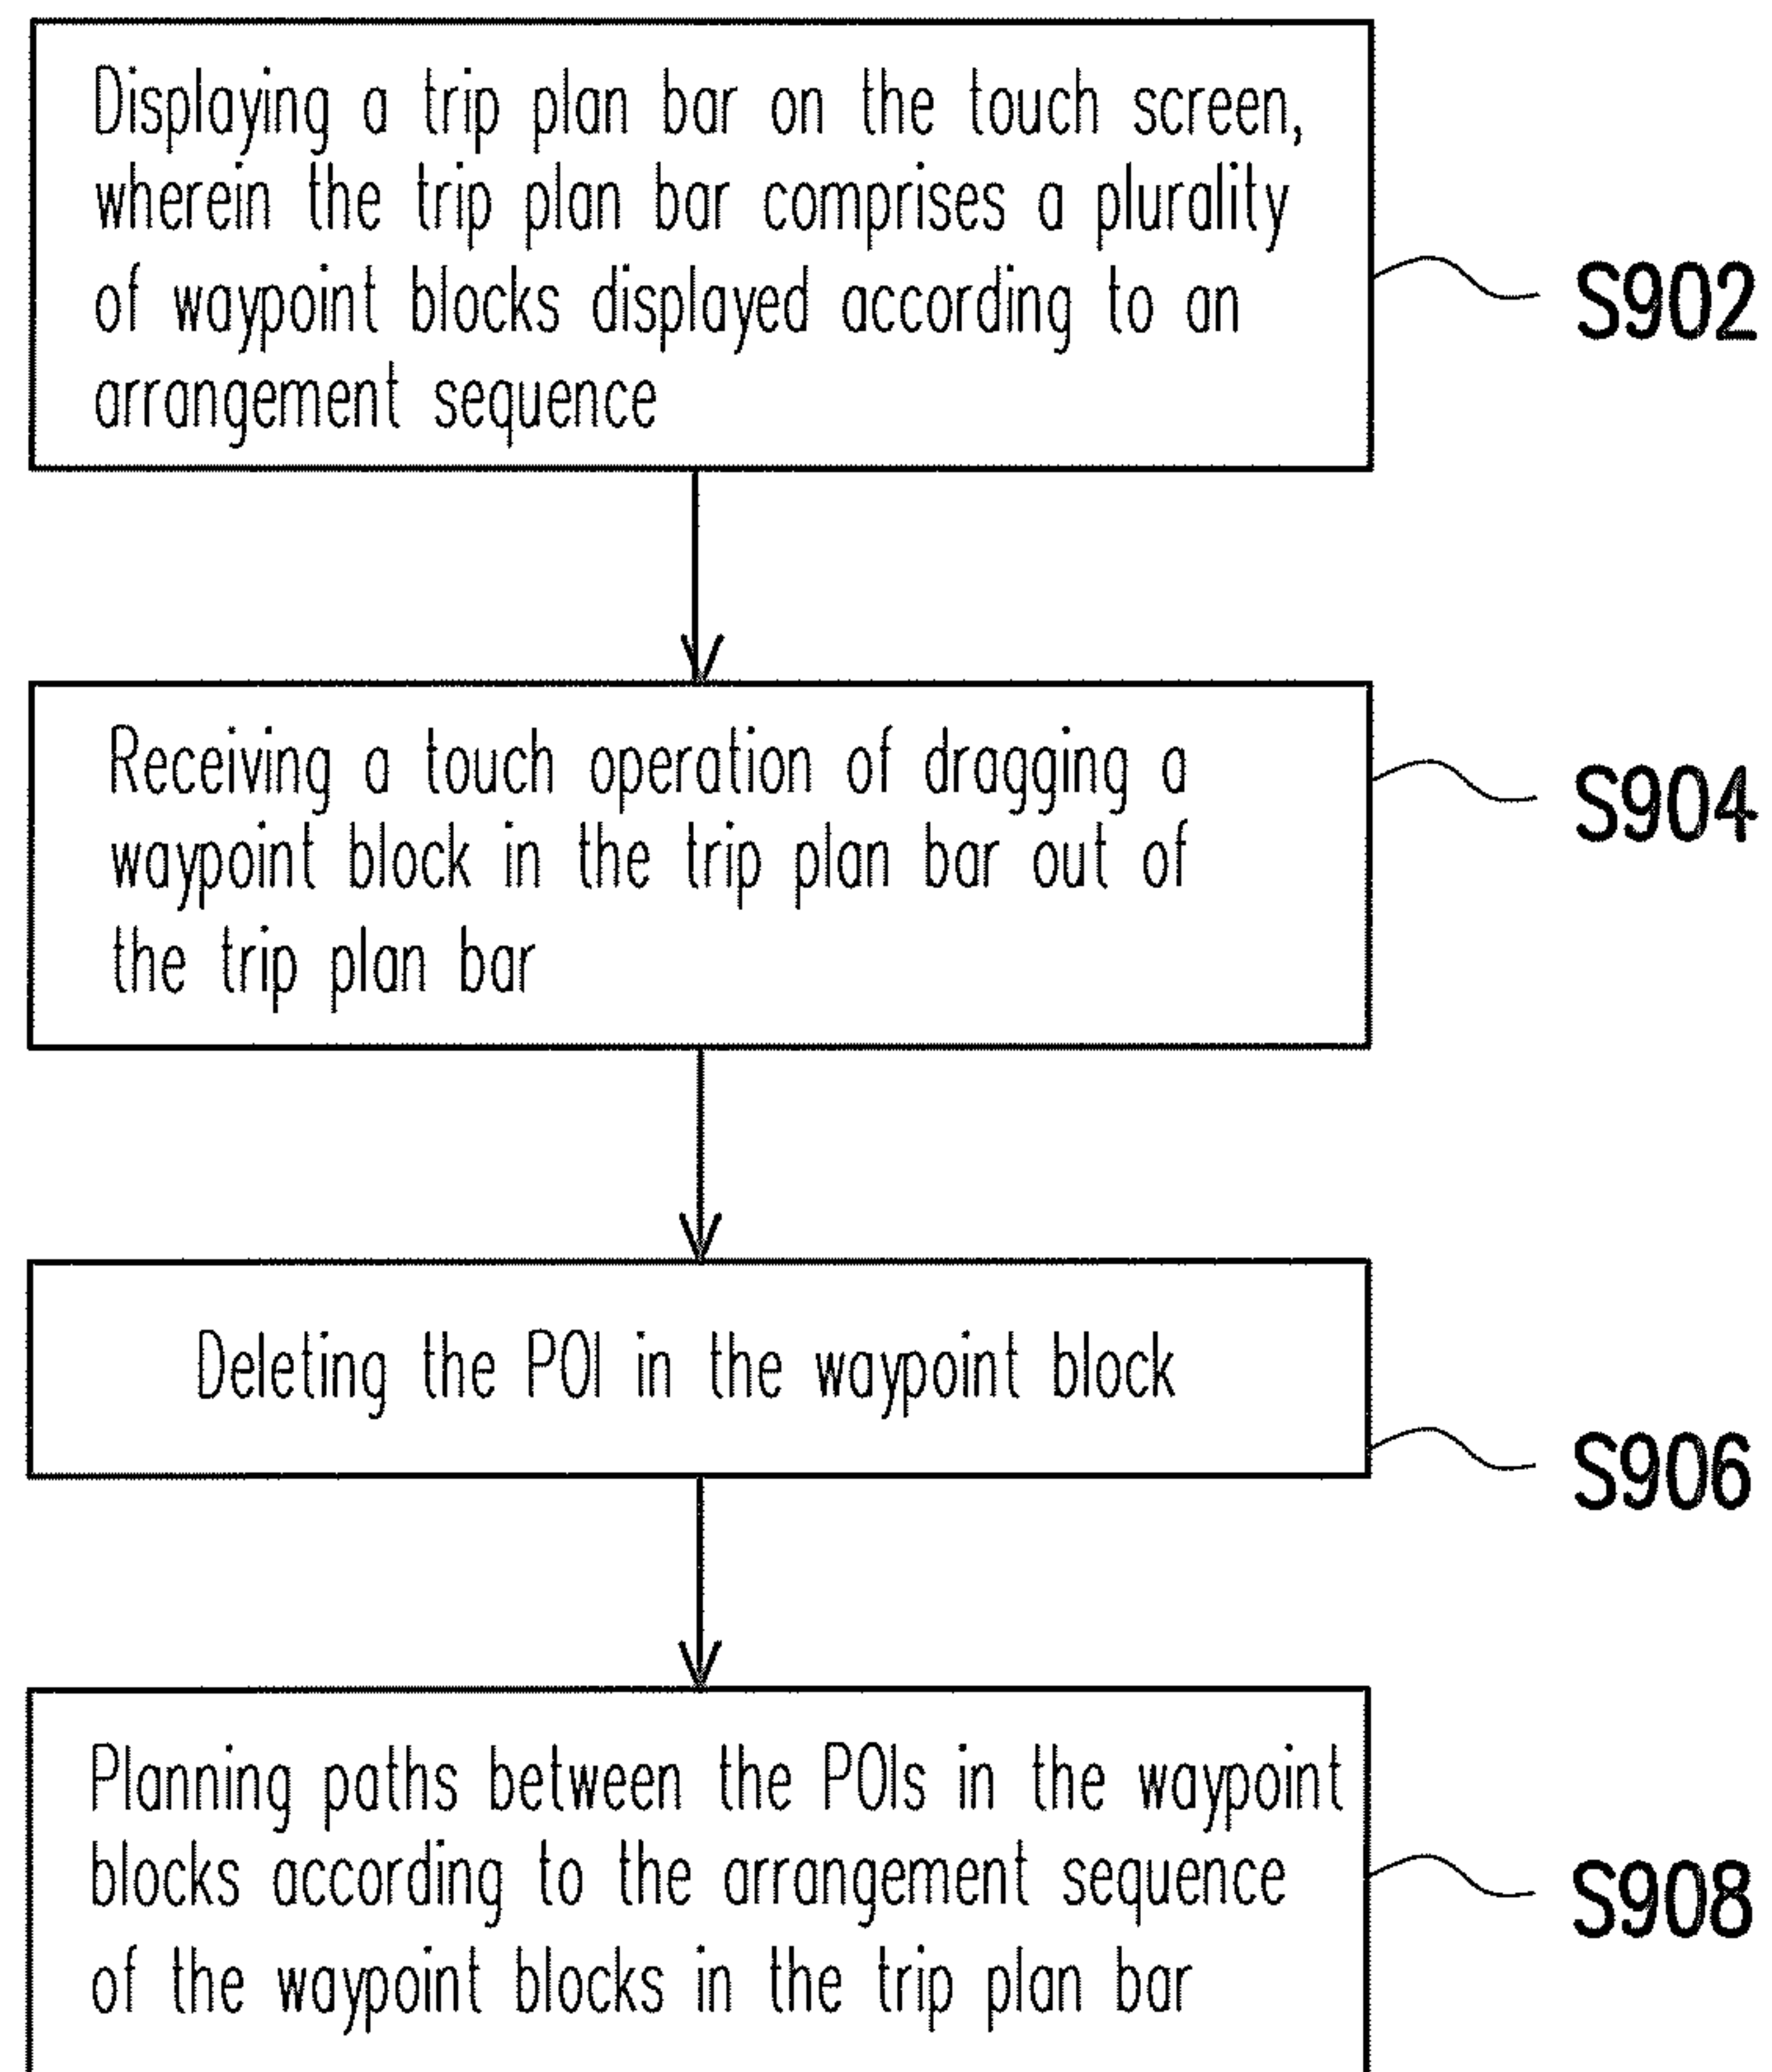 Displaying a trip plan bar on the touch screen,
wherein the trip plan bar comprises a plurality
of waypoint blocks displayed according to an
arrangement sequence
S902
Receiving a touch operation of dragging a
waypoint block in the trip plan bar out of
the trip plan bar
S904
Deleting the POI in the waypoint block
S906
Planning paths between the POIs in the waypoint
blocks according to the arrangement sequence
of the waypoint blocks in the trip plan bar
S908